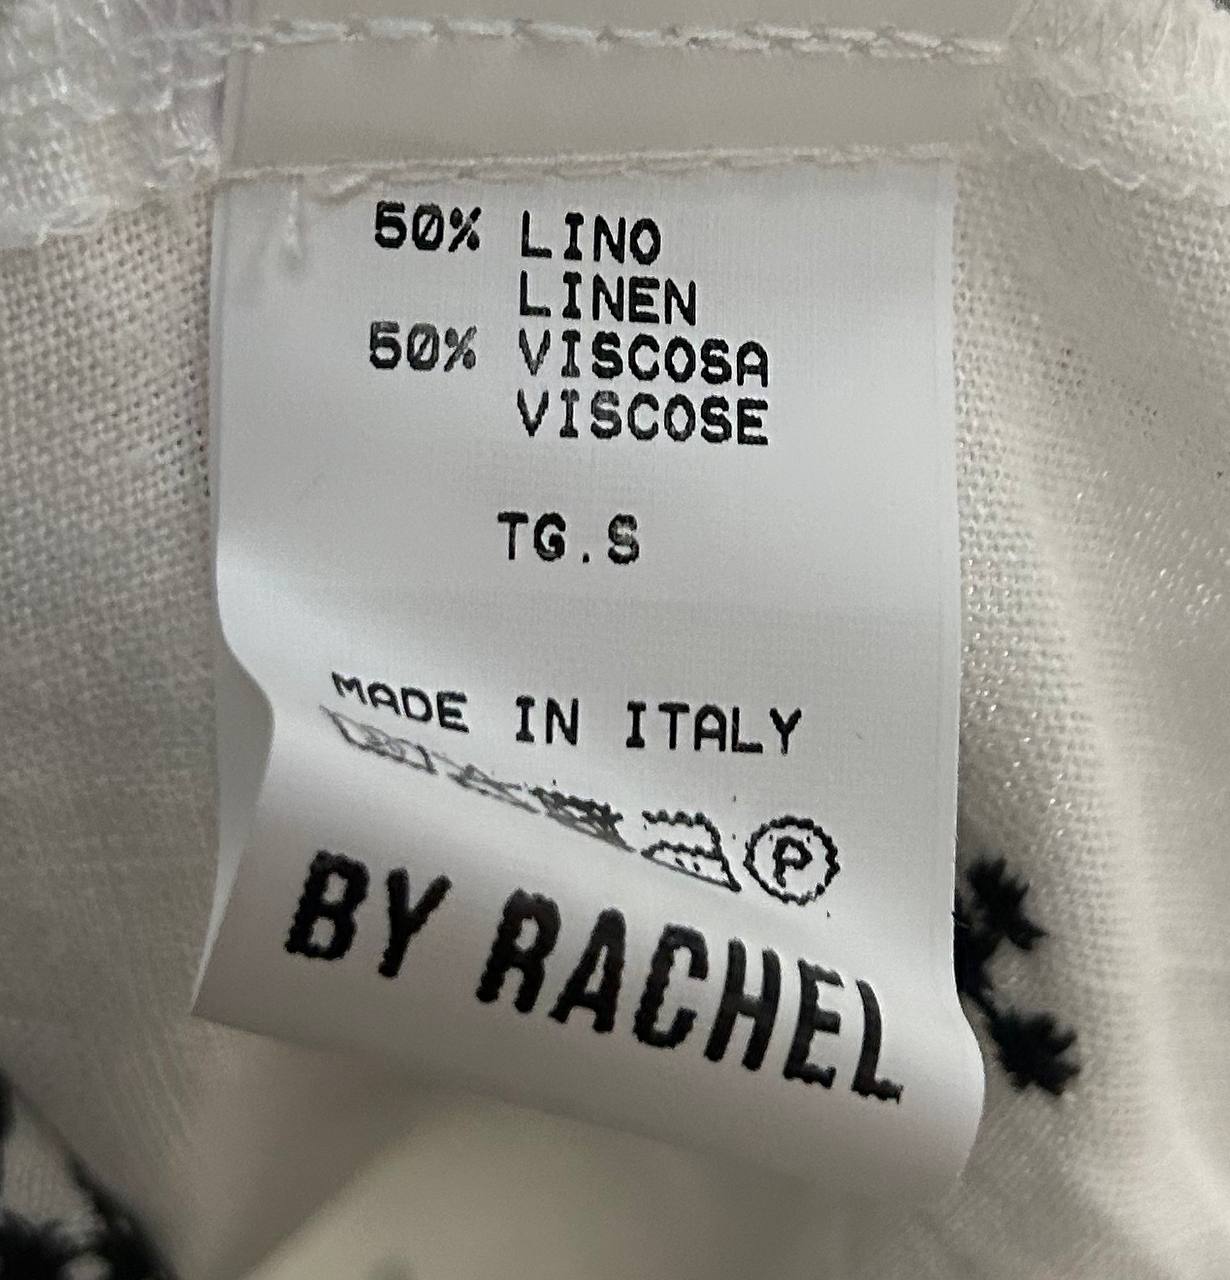 50% LINO
LINEN
50% VISCOSA
VISCOSE
TG.S
MADE IN ITALY
P
BY RACHEL